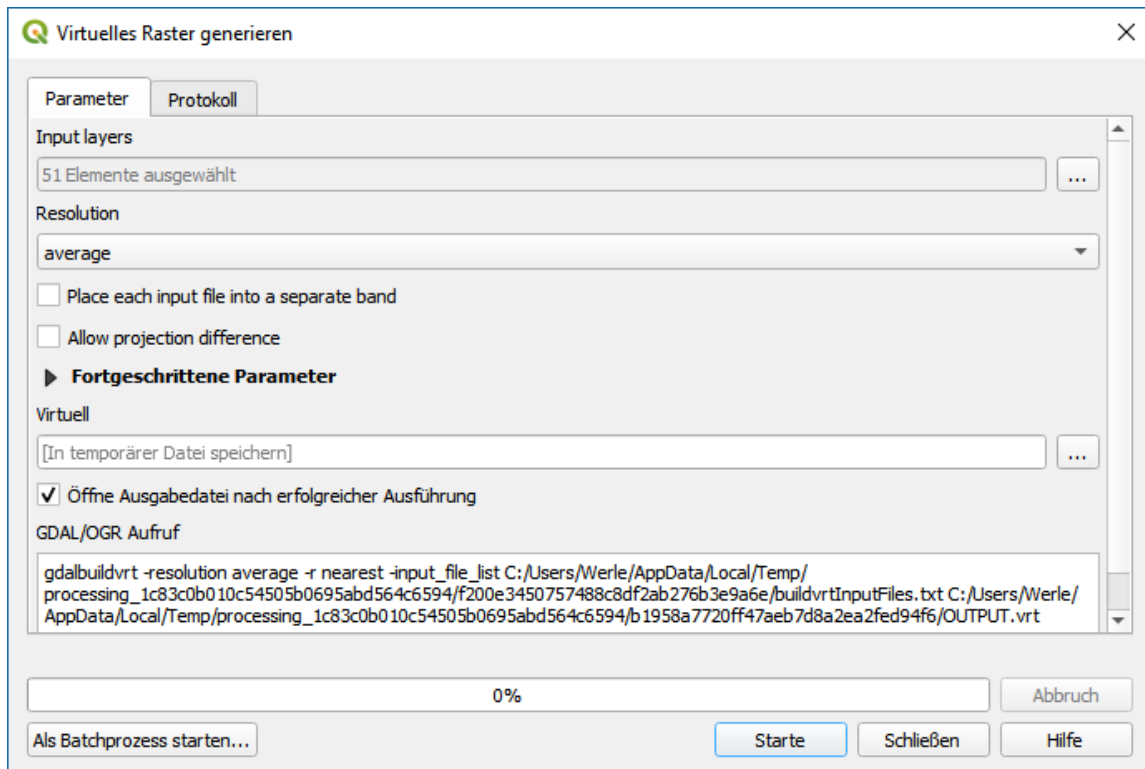 Virtuelles Raster generieren
Parameter
Protokoll
Input layers
51 Elemente ausgewählt
...
Resolution
average
Place each input file into a separate band
Allow projection difference
Fortgeschrittene Parameter
Virtuell
[In temporärer Datei speichern]
...
Öffne Ausgabedatei nach erfolgreicher Ausführung
GDAL/OGR Aufruf
gdalbuildvrt -resolution average -r nearest -input_file_list C:/Users/Werle/AppData/Local/Temp/
processing_1c83c0b010c54505b0695abd564c6594/f200e3450757488c8df2ab276b3e9a6e/buildvrtInputFiles.txt C:/Users/Werle/
AppData/Local/Temp/processing_1c83c0b010c54505b0695abd564c6594/b1958a7720ff47aeb7d8a2ea2fed94f6/OUTPUT.vrt
0%
Abbruch
Als Batchprozess starten...
Starte
Schließen
Hilfe